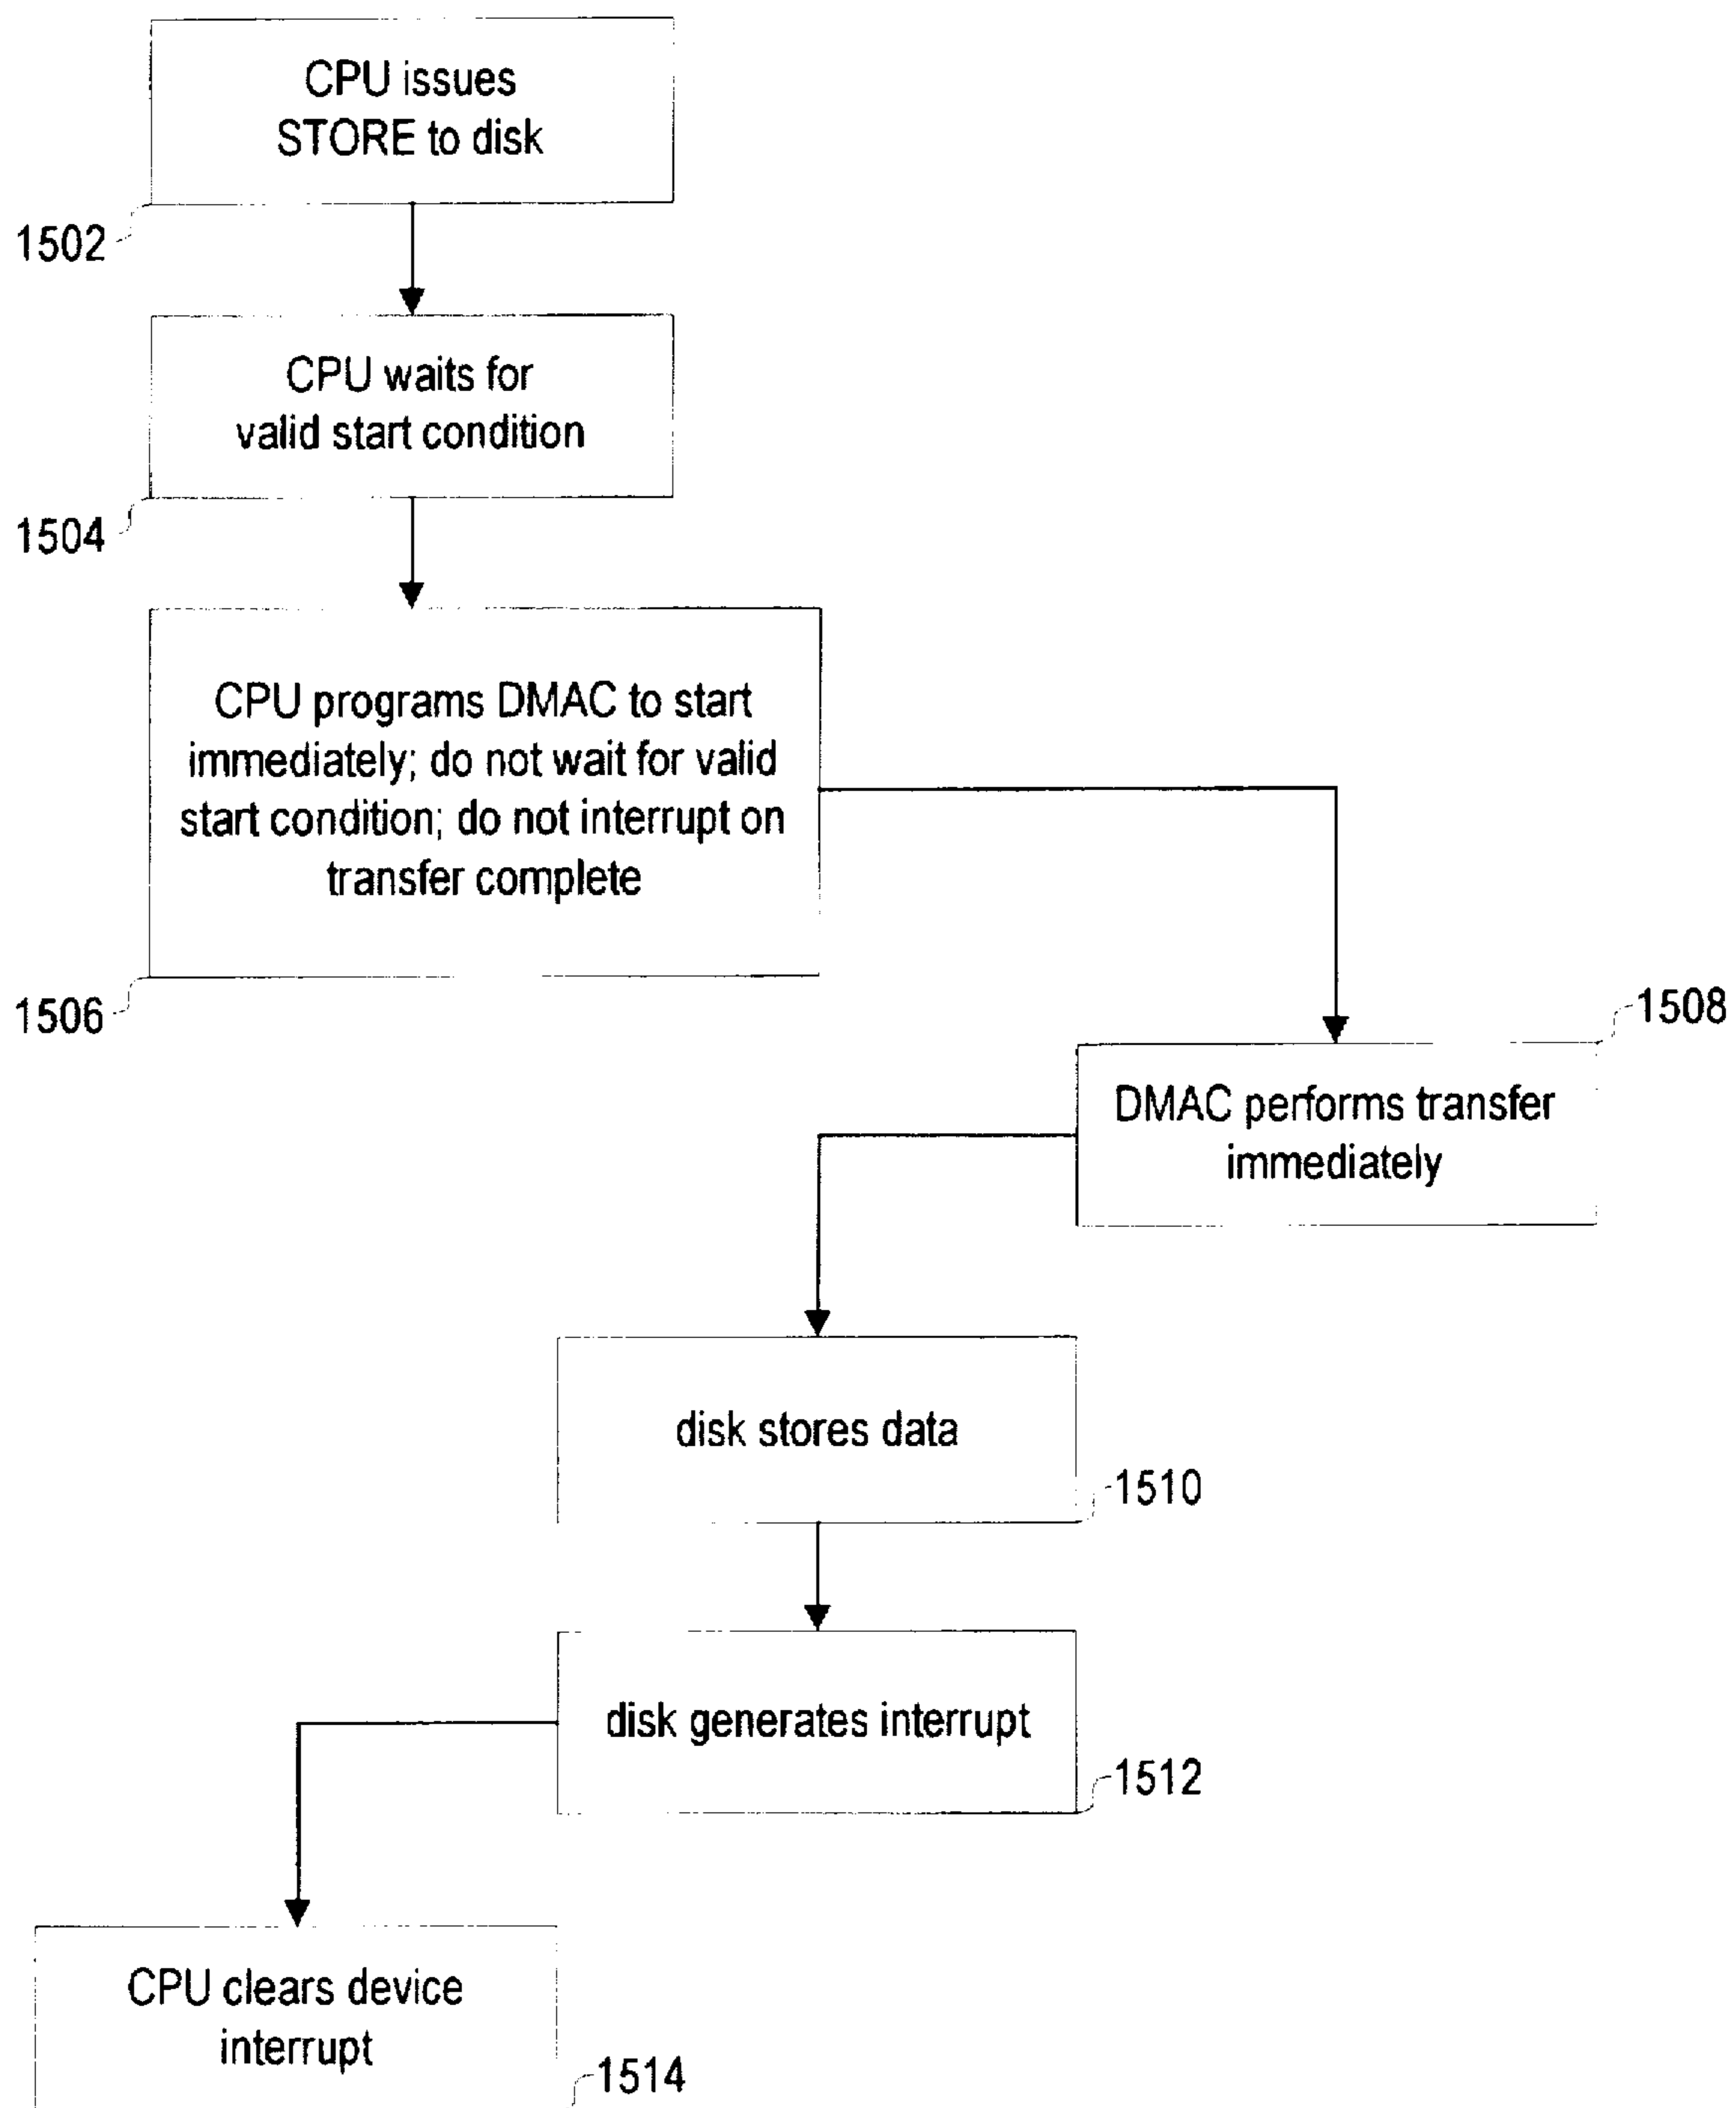 CPU issues
STORE to disk
1502
CPU waits for
valid start condition
1504
CPU programs DMAC to start
immediately; do not wait for valid
start condition; do not interrupt on
transfer complete
1506
1508
DMAC performs transfer
immediately
disk stores data
1510
disk generates interrupt
1512
CPU clears device
interrupt
1514